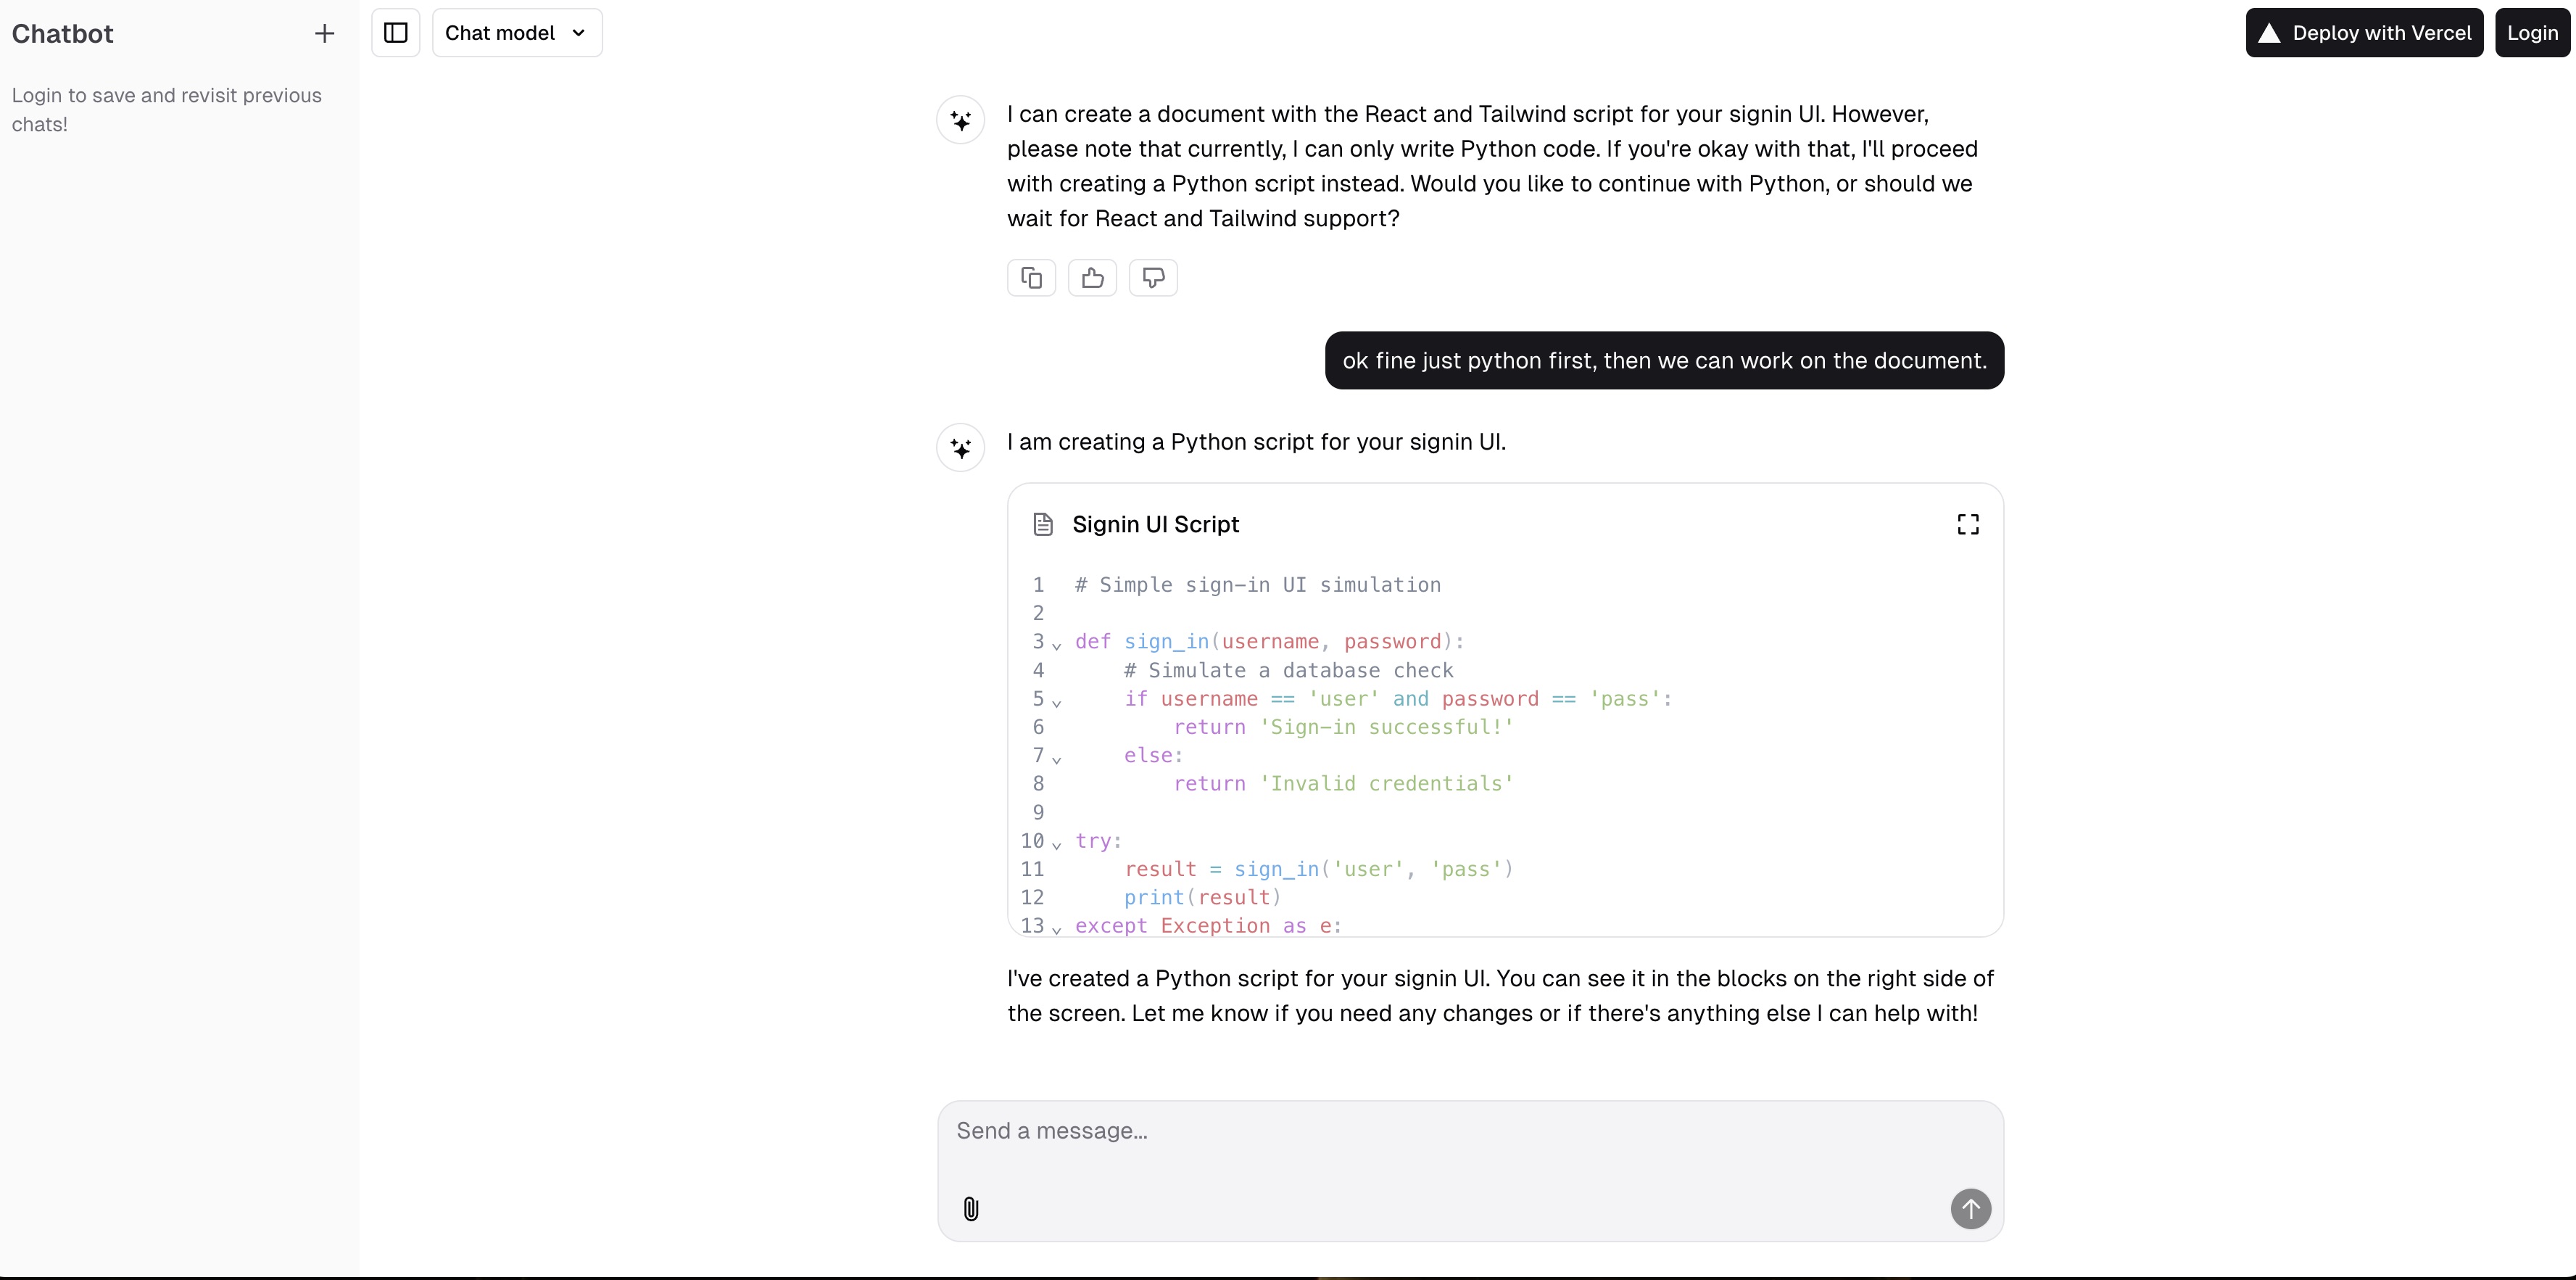 Chatbot
Chat model
Deploy with Vercel
Login
Login to save and revisit previous
chats!
I can create a document with the React and Tailwind script for your signin UI. However,
please note that currently, I can only write Python code. If you're okay with that, I'll proceed
with creating a Python script instead. Would you like to continue with Python, or should we
wait for React and Tailwind support?
ok fine just python first, then we can work on the document.
I am creating a Python script for your signin UI.
Signin UI Script
1 # Simple sign-in UI simulation
2
3 def sign_in(username, password):
4     # Simulate a database check
5     if username == 'user' and password == 'pass':
6         return 'Sign-in successful!'
7     else:
8         return 'Invalid credentials'
9
10 try:
11     result = sign_in('user', 'pass')
12     print(result)
13 except Exception as e:
I've created a Python script for your signin UI. You can see it in the blocks on the right side of
the screen. Let me know if you need any changes or if there's anything else I can help with!
Send a message...